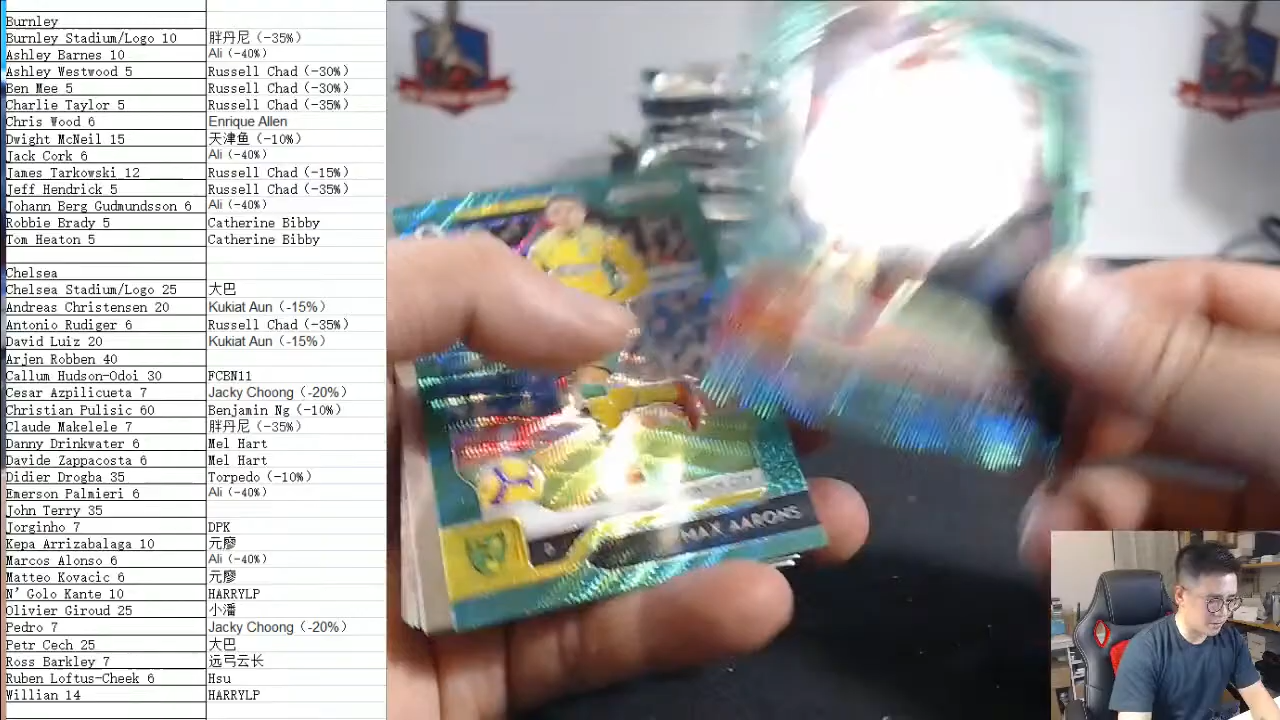 Burnley
Burnley Stadium/Logo 10 胖丹尼（-35%）
Ashley Barnes 10 Ali（-40%）
Ashley Westwood 5 Russell Chad（-30%）
Ben Mee 5 Russell Chad（-30%）
Charlie Taylor 5 Russell Chad（-35%）
Chris Wood 6 Enrique Allen
Dwight McNeil 15 天津鱼（-10%）
Jack Cork 6 Ali（-40%）
James Tarkowski 12 Russell Chad（-15%）
Jeff Hendrick 5 Russell Chad（-35%）
Johann Berg Gudmundsson 6 Ali（-40%）
Robbie Brady 5 Catherine Bibby
Tom Heaton 5 Catherine Bibby
Chelsea
Chelsea Stadium/Logo 25 大巴
Andreas Christensen 20 Kukiat Aun (-15%)
Antonio Rudiger 6 Russell Chad（-35%）
David Luiz 20 Kukiat Aun (-15%)
Arjen Robben 40
Callum Hudson-Odoi 30 FCBN11
Cesar Azpilicueta 7 Jacky Choong (-20%)
Christian Pulisic 60 Benjamin Ng（-10%）
Claude Makelele 7 胖丹尼（-35%）
Danny Drinkwater 6 Mel Hart
Davide Zappacosta 6 Mel Hart
Didier Drogba 35 Torpedo（-10%）
Emerson Palmieri 6 Ali（-40%）
John Terry 35
Jorginho 7 DPK
Kepa Arrizabalaga 10 元廖
Marcos Alonso 6 Ali（-40%）
Matteo Kovacic 6 元廖
N'Golo Kante 10 HARRYLP
Olivier Giroud 25 小潘
Pedro 7 Jacky Choong（-20%）
Petr Cech 25 大巴
Ross Barkley 7 远弓云长
Ruben Loftus-Cheek 6 Hsu
Willian 14 HARRYLP
MAX AARONS